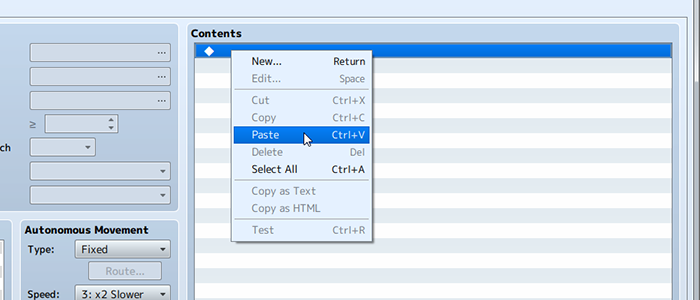 Contents
...
...
...
≥
ch
New... Return
Edit... Space
Cut Ctrl+X
Copy Ctrl+C
Paste Ctrl+V
Delete Del
Select All Ctrl+A
Copy as Text
Copy as HTML
Test Ctrl+R
Autonomous Movement
Type: Fixed
Route...
Speed: 3: x2 Slower